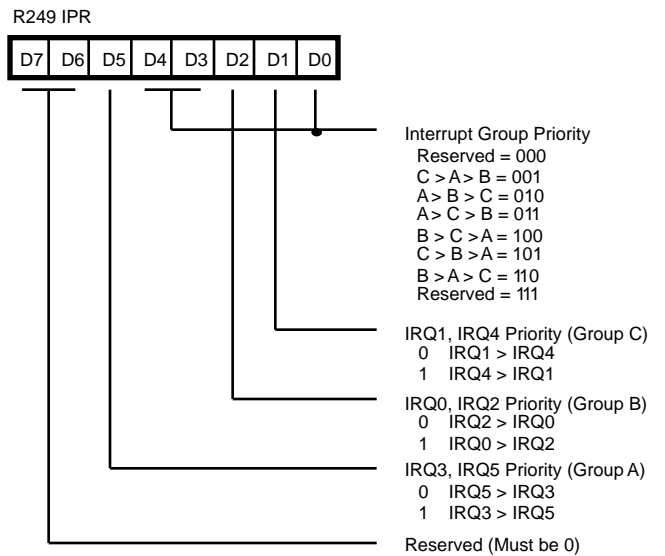 R249 IPR
D7 D6 D5 D4 D3 D2 D1 D0
Interrupt Group Priority
Reserved = 000
C > A > B = 001
A > B > C = 010
A > C > B = 011
B > C > A = 100
C > B > A = 101
B > A > C = 110
Reserved = 111
IRQ1, IRQ4 Priority (Group C)
0 IRQ1 > IRQ4
1 IRQ4 > IRQ1
IRQ0, IRQ2 Priority (Group B)
0 IRQ2 > IRQ0
1 IRQ0 > IRQ2
IRQ3, IRQ5 Priority (Group A)
0 IRQ5 > IRQ3
1 IRQ3 > IRQ5
Reserved (Must be 0)